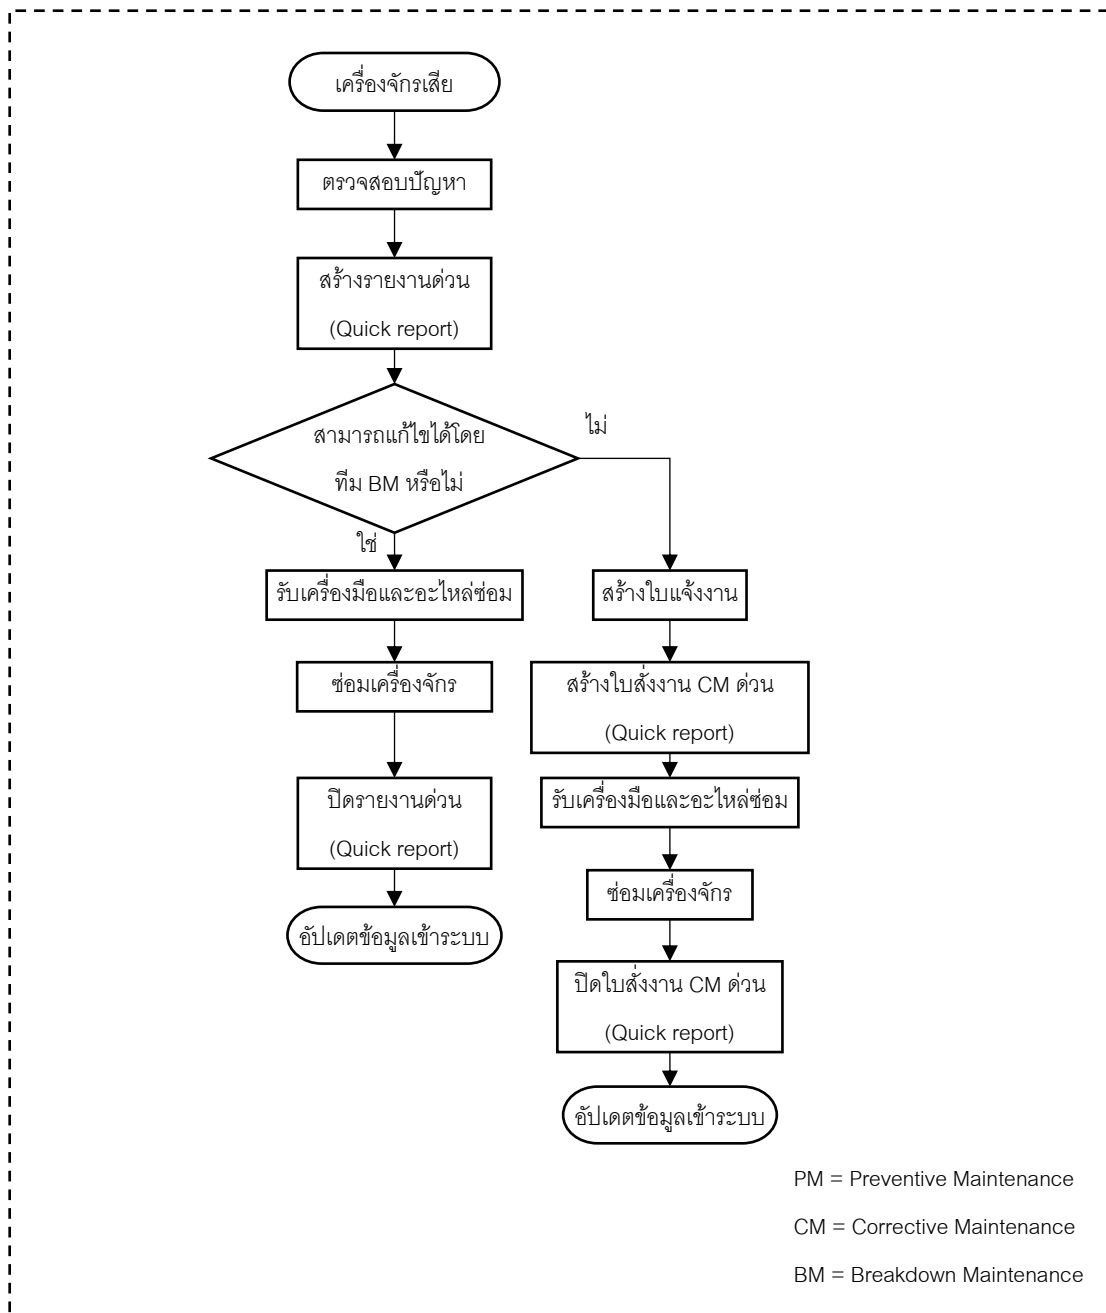 เครื่องจักรเสีย
ตรวจสอบปัญหา
สร้างรายงานด่วน
(Quick report)
สามารถแก้ไขได้โดย
ทีม BM หรือไม่
ไม่
ใช่
รับเครื่องมือและอะไหล่ซ่อม
ซ่อมเครื่องจักร
ปิดรายงานด่วน
(Quick report)
อัปเดตข้อมูลเข้าระบบ
สร้างใบแจ้งงาน
สร้างใบสั่งงาน CM ด่วน
(Quick report)
รับเครื่องมือและอะไหล่ซ่อม
ซ่อมเครื่องจักร
ปิดใบสั่งงาน CM ด่วน
(Quick report)
อัปเดตข้อมูลเข้าระบบ
PM = Preventive Maintenance
CM = Corrective Maintenance
BM = Breakdown Maintenance